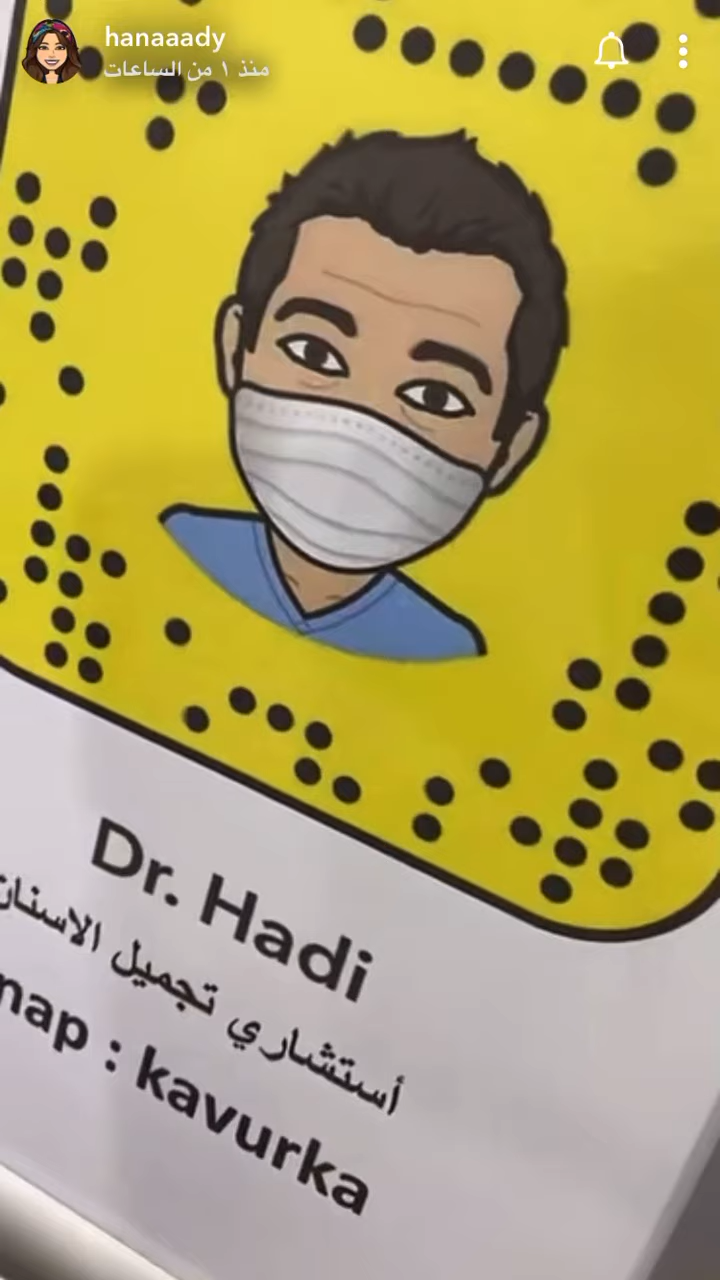 hanaaady
منذ ١ من الساعات
Dr. Hadi
أستشاري تجميل الاسنان
nap : kavurka